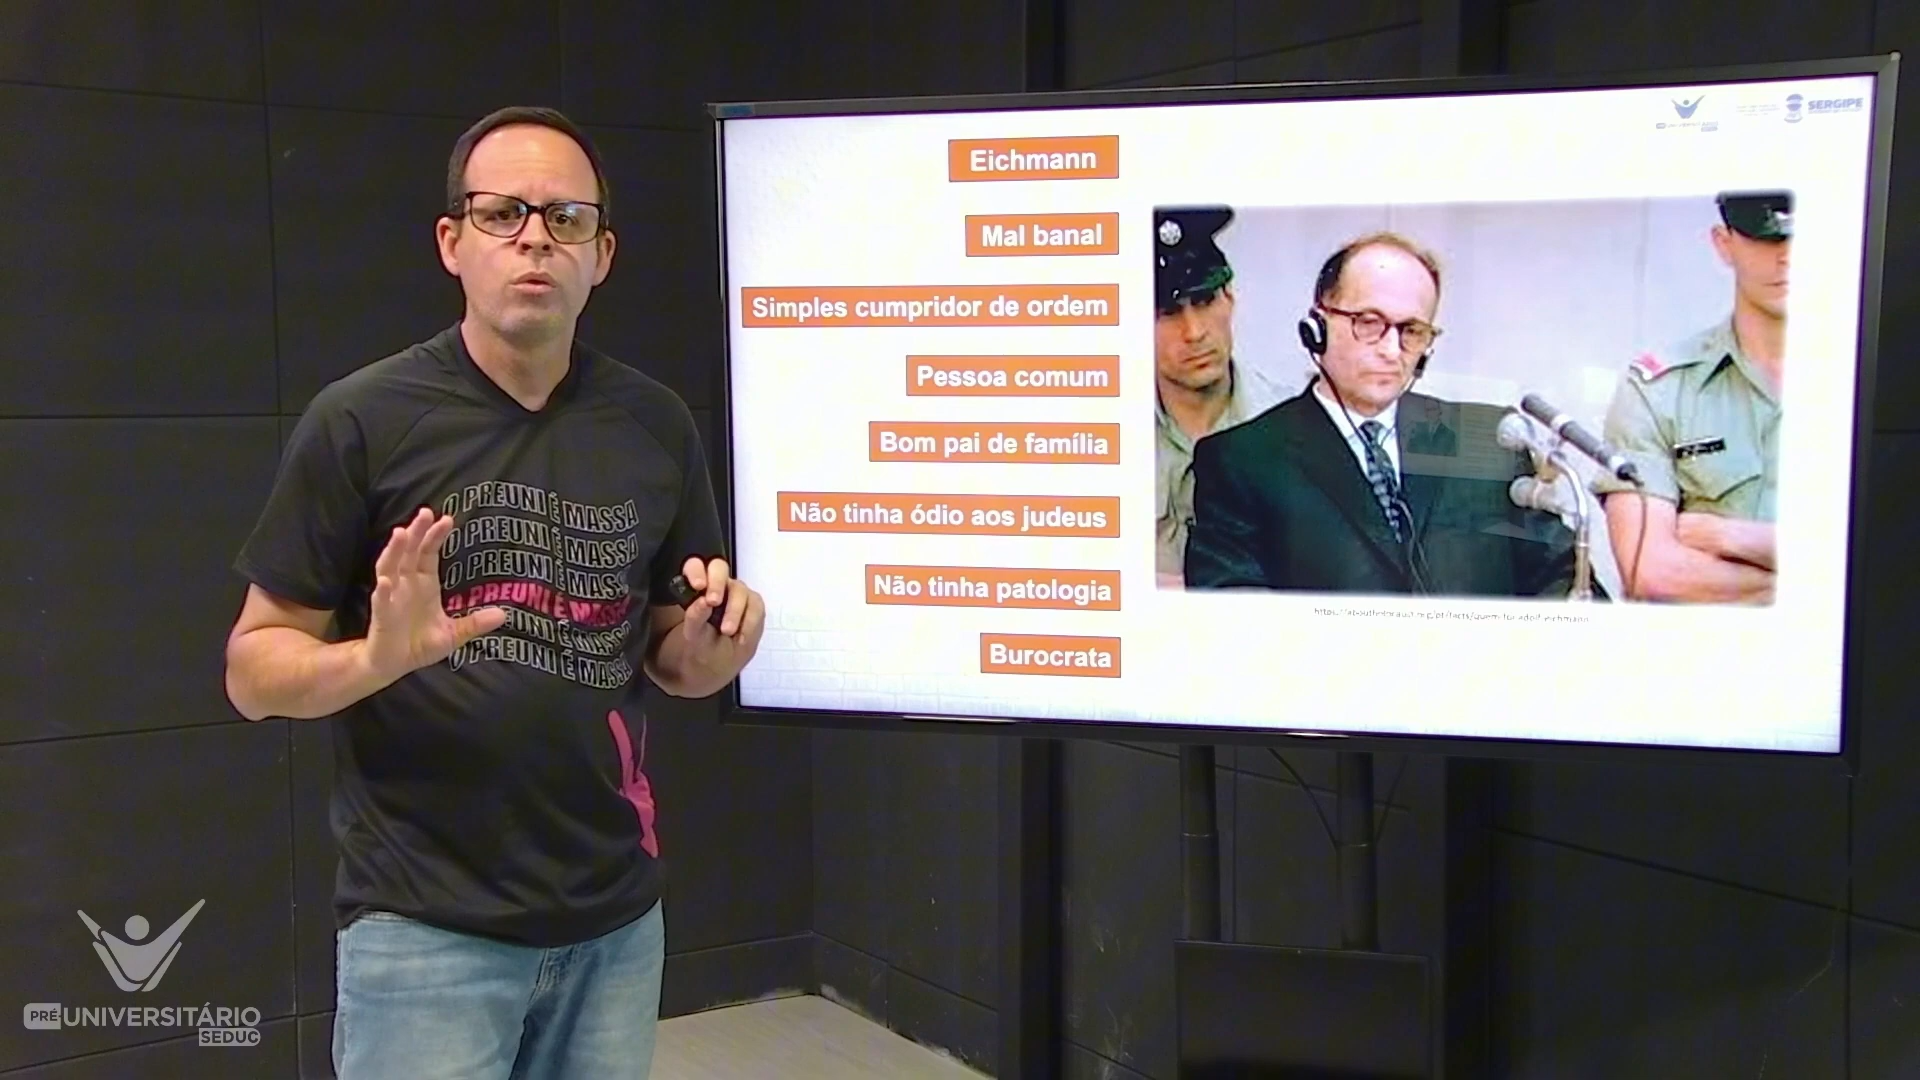 SERGIPE
Eichmann
Mal banal
Simples cumpridor de ordem
Pessoa comum
Bom pai de família
Não tinha ódio aos judeus
Não tinha patologia
Burocrata
O PREUNI É MASSA
O PREUNI É MASSA
O PREUNI É MASS
O PREUNI É MASSA
O PREUNI É MASSA
O PREUNI É MASSA
PRÉ-UNIVERSITÁRIO
SEDUC